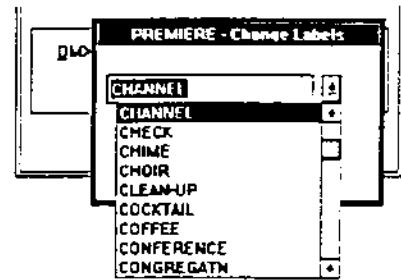 PREMIERE - Change Labels
CHANNEL
CHANNEL
CHECK
CHIME
CHOIR
CLEAN-UP
COCKTAIL
COFFEE
CONFERENCE
CONGREGATN